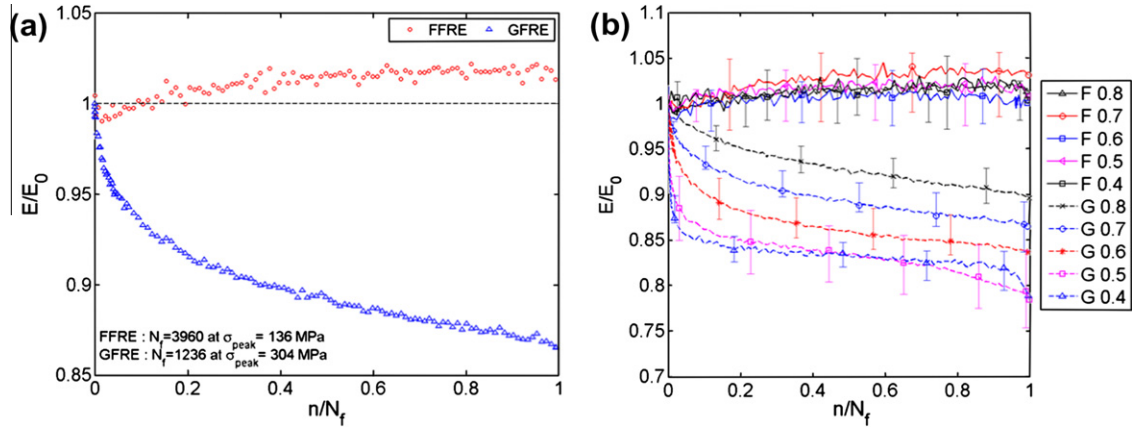 (a)
FFRE GFRE
E/E0
1
0.95
0.9
0.85
FFRE : Nf=3960 at σpeak= 136 MPa
GFRE : Nf=1236 at σpeak= 304 MPa
0 0.2 0.4 0.6 0.8 1
n/Nf
(b)
E/E0
1.1
1.05
1
0.95
0.9
0.85
0.8
0.75
0.7
0 0.2 0.4 0.6 0.8 1
n/Nf
F 0.8
F 0.7
F 0.6
F 0.5
F 0.4
G 0.8
G 0.7
G 0.6
G 0.5
G 0.4